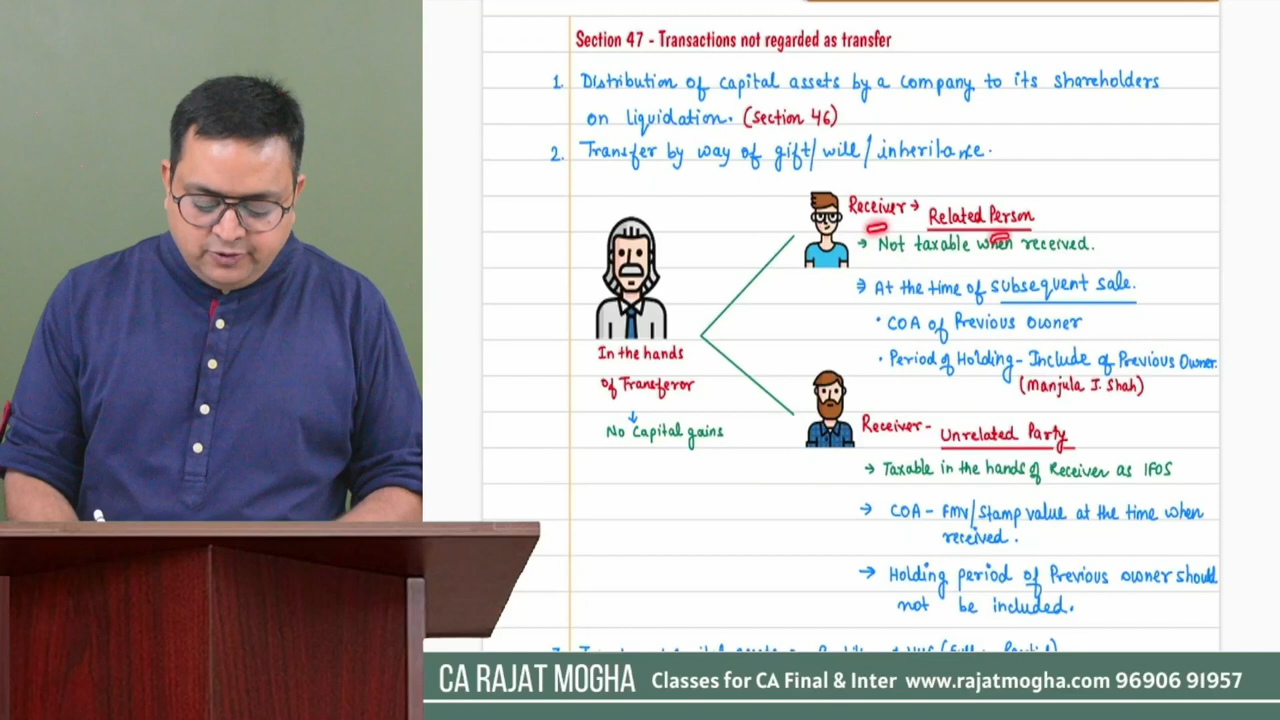 Section 47 - Transactions not regarded as transfer
1. Distribution of capital assets by a company to its shareholders
on liquidation. (Section 46)
2. Transfer by way of gift/ will / inheritance.
Receiver → Related Person
→ Not taxable when received.
⇒ At the time of subsequent sale.
• COA of Previous Owner
• Period of Holding - Include of Previous Owner.
(Manjula J. Shah)
In the hands
of Transferor
↓
No Capital gains
Receiver - Unrelated Party
→ Taxable in the hands of Receiver as IFOS
→ COA - FMV/Stamp value at the time when
received.
→ Holding period of Previous owner should
not be included.
CA RAJAT MOGHA Classes for CA Final & Inter www.rajatmogha.com 96906 91957